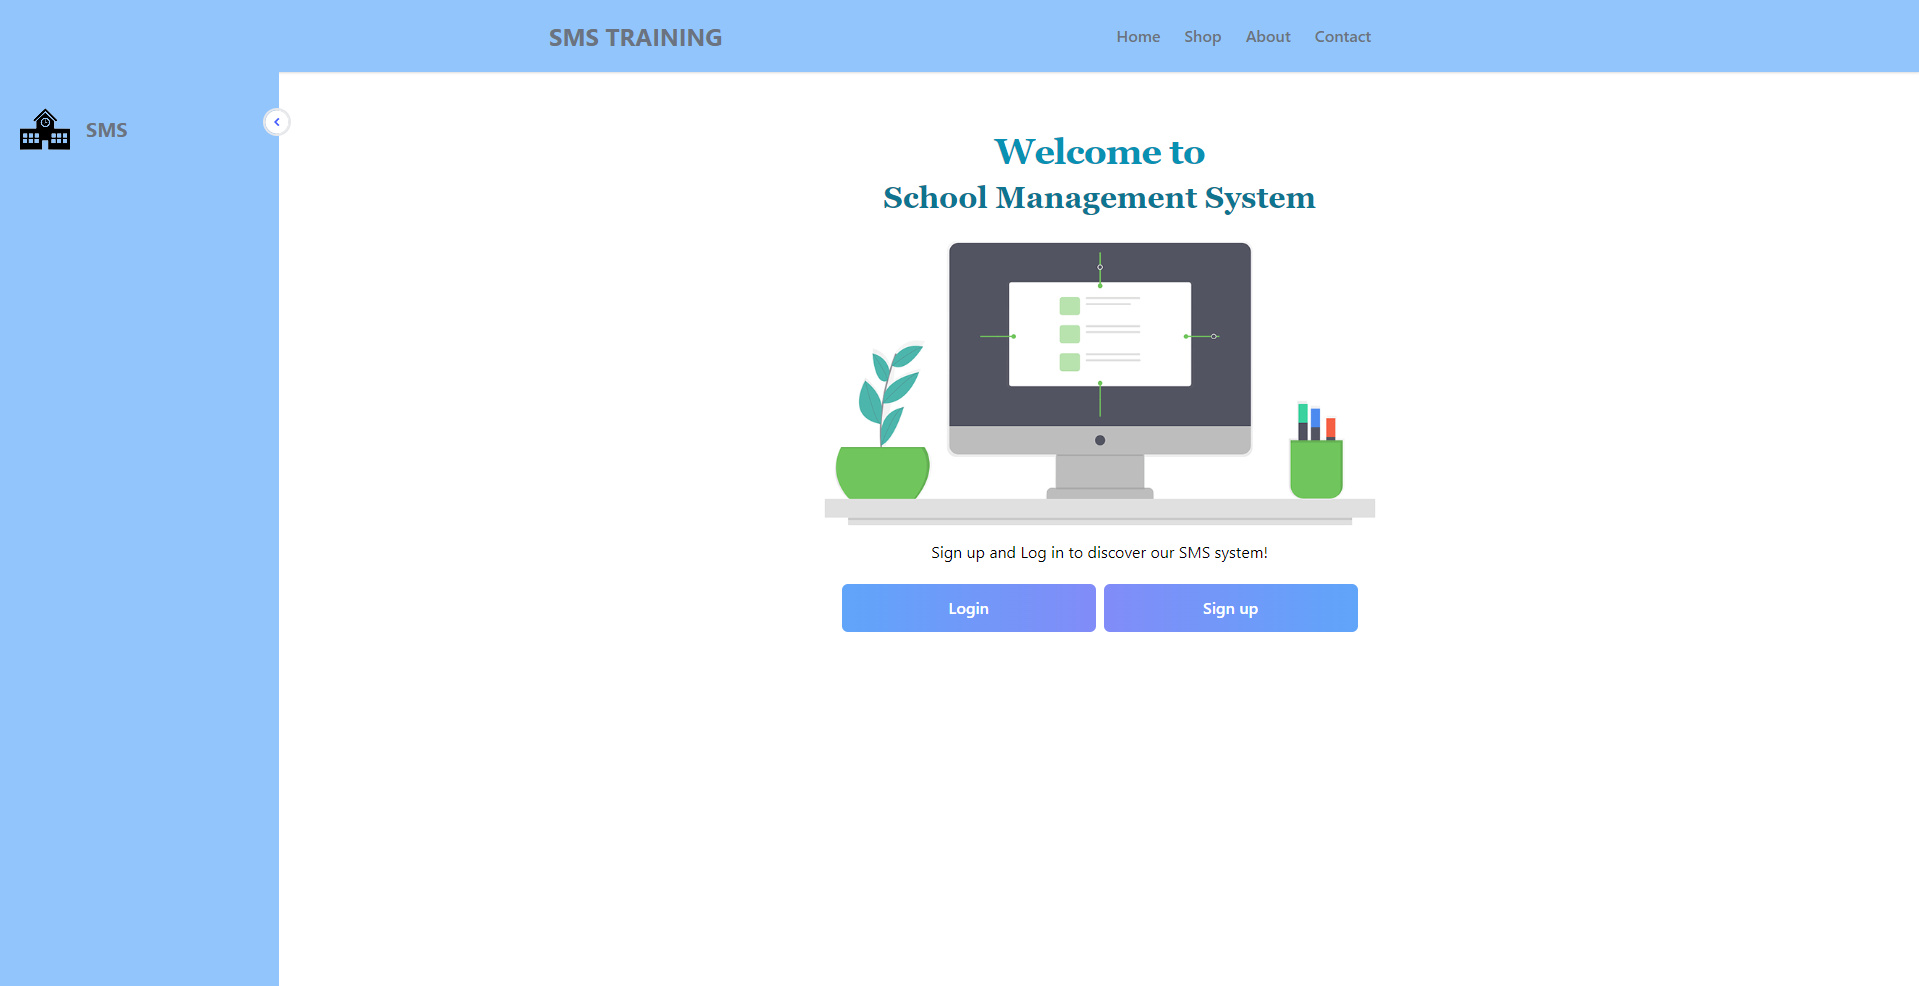 SMS TRAINING
Home Shop About Contact
SMS
Welcome to
School Management System
Sign up and Log in to discover our SMS system!
Login Sign up